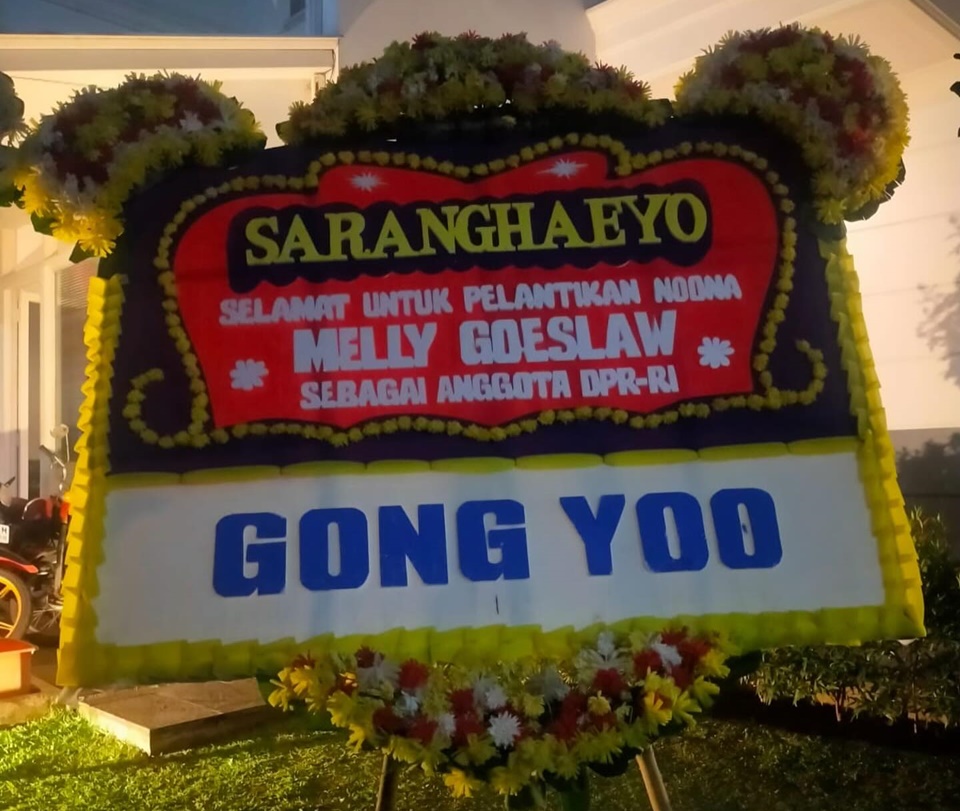 SARANGHAEYO
SELAMAT UNTUK PELANTIKAN NOONA
MELLY GOESLAW
SEBAGAI ANGGOTA DPR-RI
GONG YOO